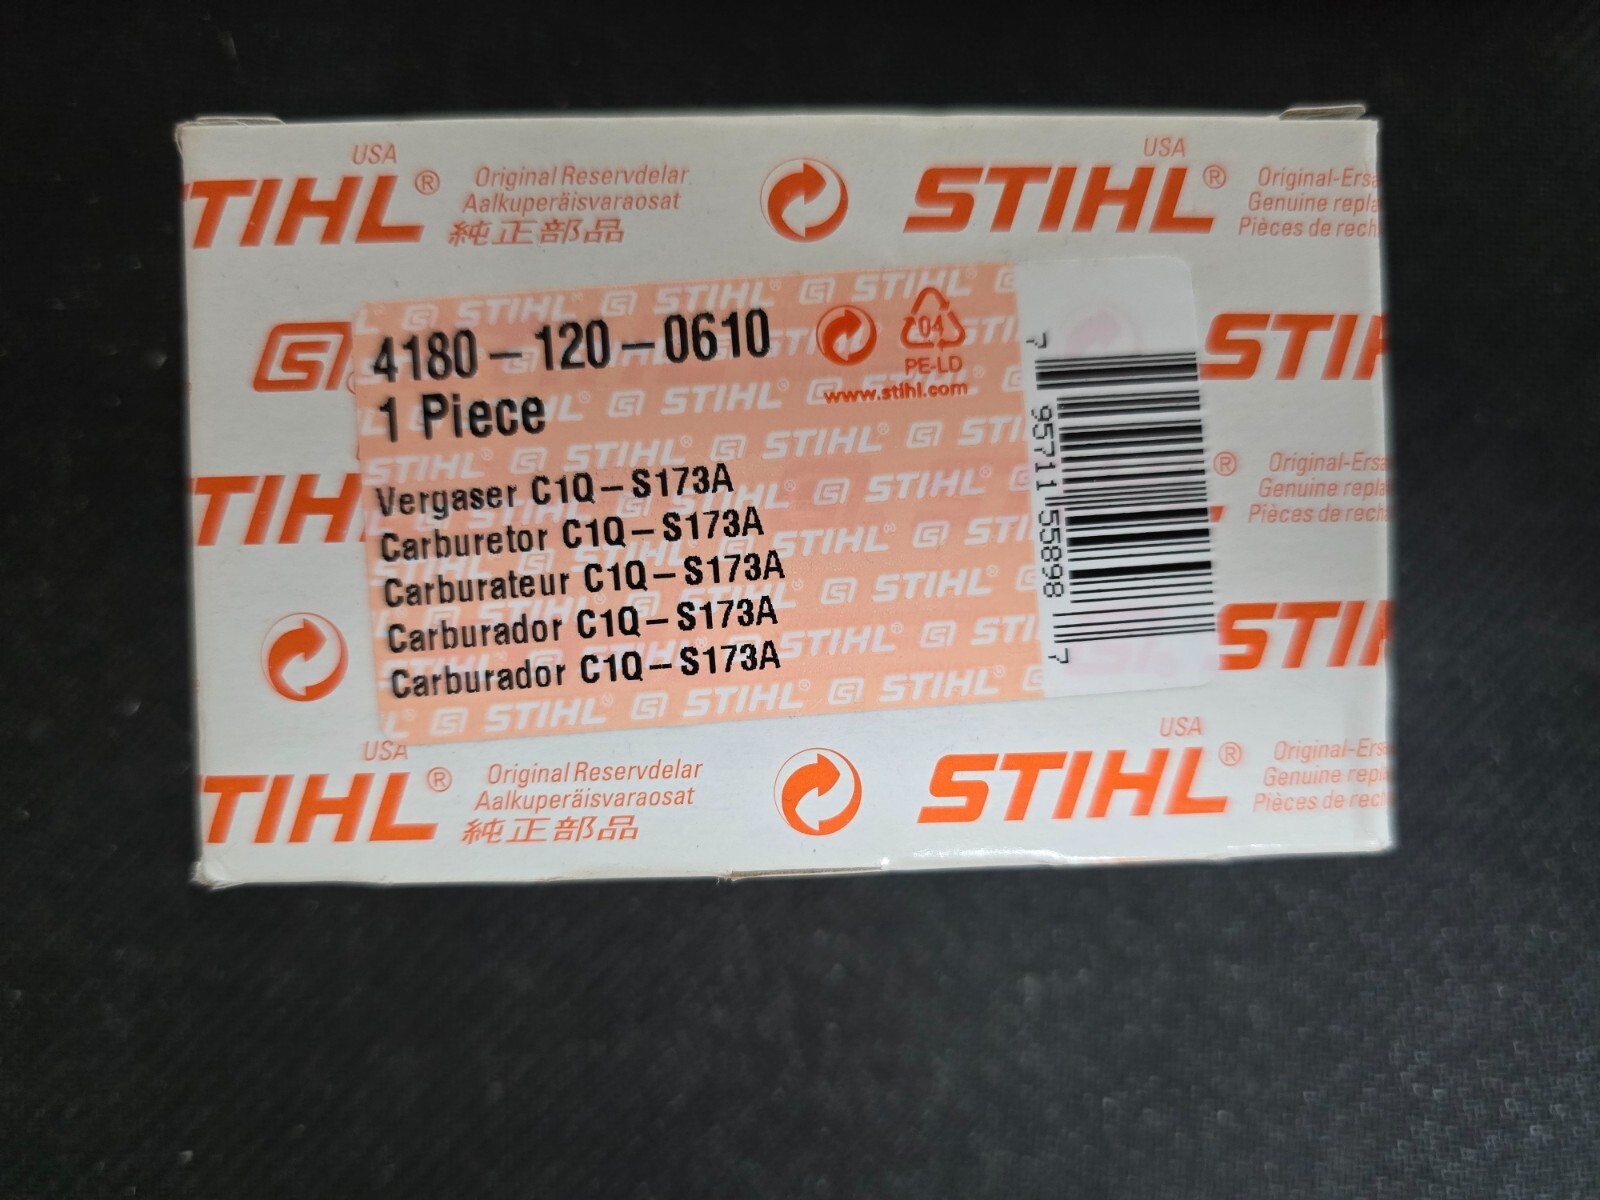 USA
STIHL® Original Reservdelar
Aalkuperäisvaraosat
純正部品
USA
STIHL® Original-Ersa
Genuine repla
Pièces de rech
4180-120-0610
1 Piece
04
PE-LD
www.stihl.com
Vergaser C1Q-S173A
Carburetor C1Q-S173A
Carburateur C1Q-S173A
Carburador C1Q-S173A
Carburador C1Q-S173A
7 95711 55898 7
STIHL
STIH
® Original-Ersa
Genuine repla
Pièces de rech
STIH
USA
TIHL® Original Reservdelar
Aalkuperäisvaraosat
純正部品
USA
STIHL® Original-Ersa
Genuine repla
Pièces de rech